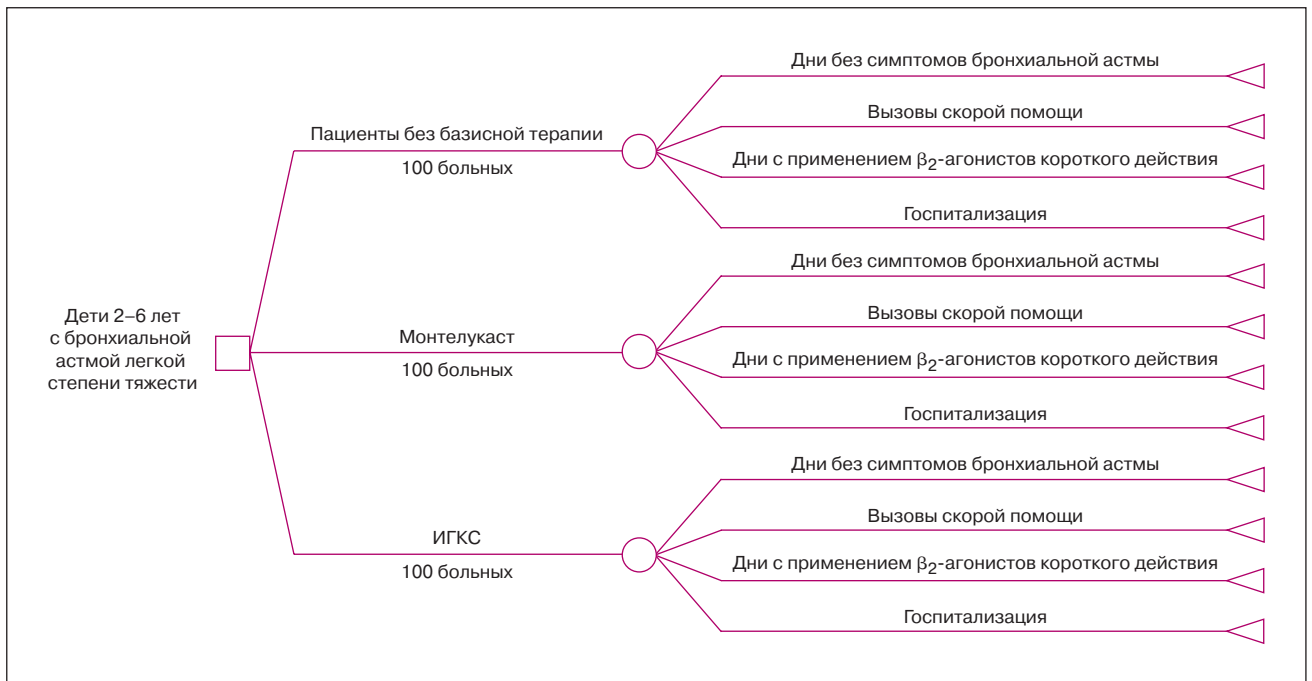 Дети 2–6 лет
с бронхиальной
астмой легкой
степени тяжести
Пациенты без базисной терапии
100 больных
Дни без симптомов бронхиальной астмы
Вызовы скорой помощи
Дни с применением β₂-агонистов короткого действия
Госпитализация
Монтелукаст
100 больных
Дни без симптомов бронхиальной астмы
Вызовы скорой помощи
Дни с применением β₂-агонистов короткого действия
Госпитализация
ИГКС
100 больных
Дни без симптомов бронхиальной астмы
Вызовы скорой помощи
Дни с применением β₂-агонистов короткого действия
Госпитализация